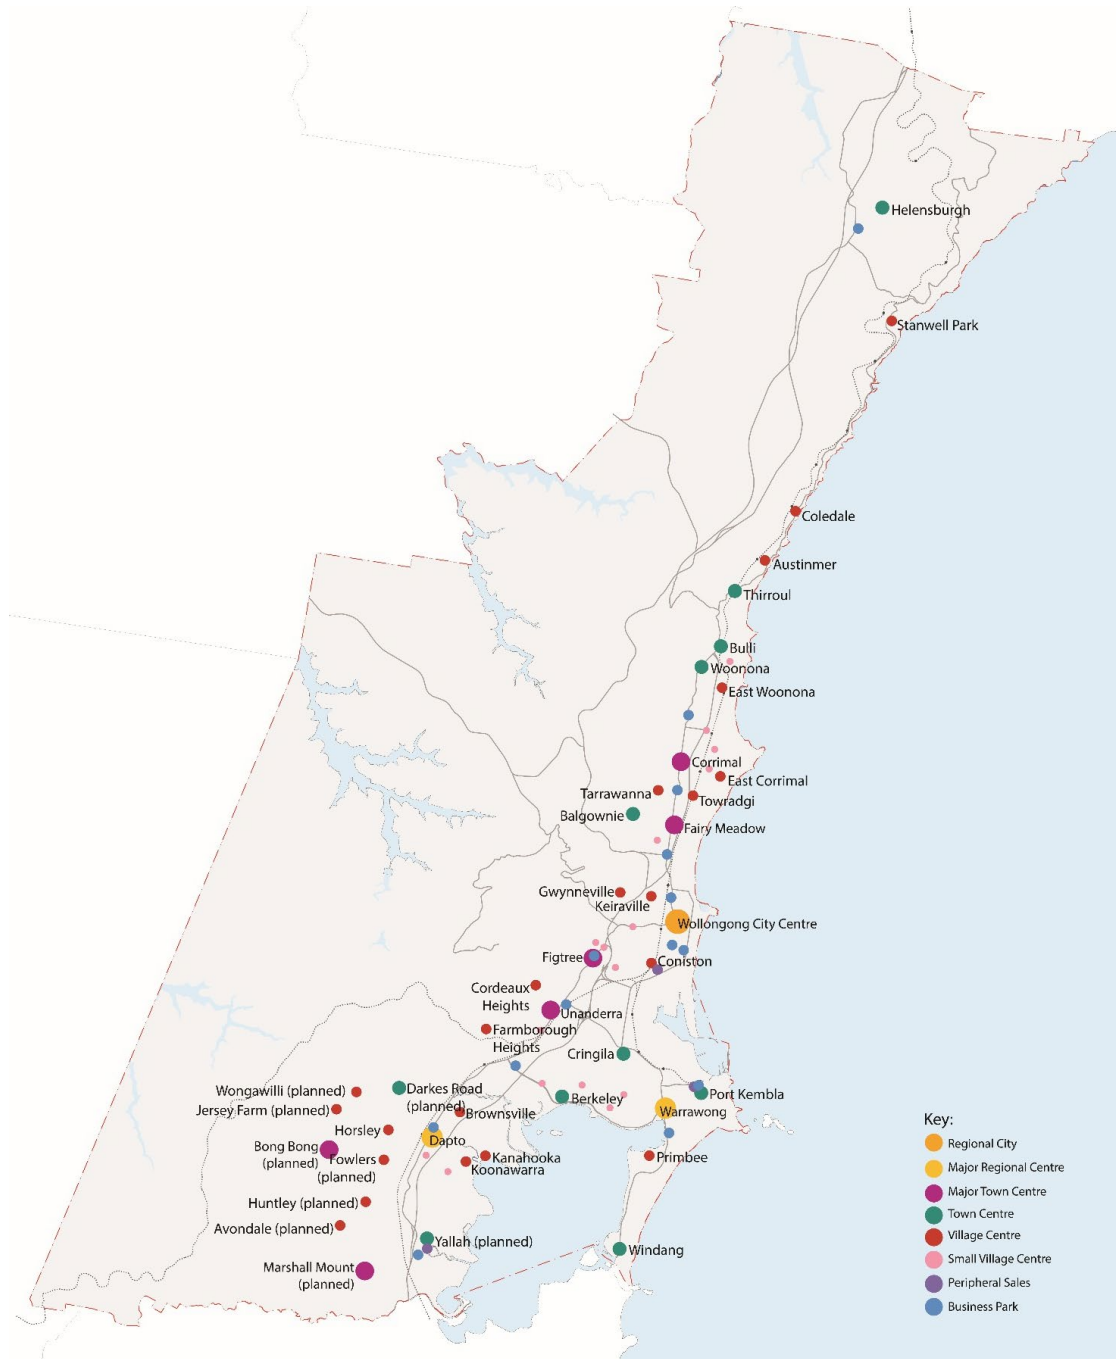 Helensburgh
Stanwell Park
Coledale
Austinmer
Thirroul
Bulli
Woonona
East Woonona
Corrimal
East Corrimal
Tarrawanna
Towradgi
Balgownie
Fairy Meadow
Gwynneville
Keiraville
Wollongong City Centre
Figtree
Coniston
Cordeaux
Heights
Unanderra
Farmborough
Heights
Cringila
Wongawilli (planned)
Darkes Road
(planned)
Berkeley
Port Kembla
Jersey Farm (planned)
Brownsville
Warrawong
Horsley
Dapto
Bong Bong
(planned)
Fowlers
(planned)
Kanahooka
Koonawarra
Primbee
Huntley (planned)
Avondale (planned)
Yallah (planned)
Windang
Marshall Mount
(planned)
Key:
Regional City
Major Regional Centre
Major Town Centre
Town Centre
Village Centre
Small Village Centre
Peripheral Sales
Business Park